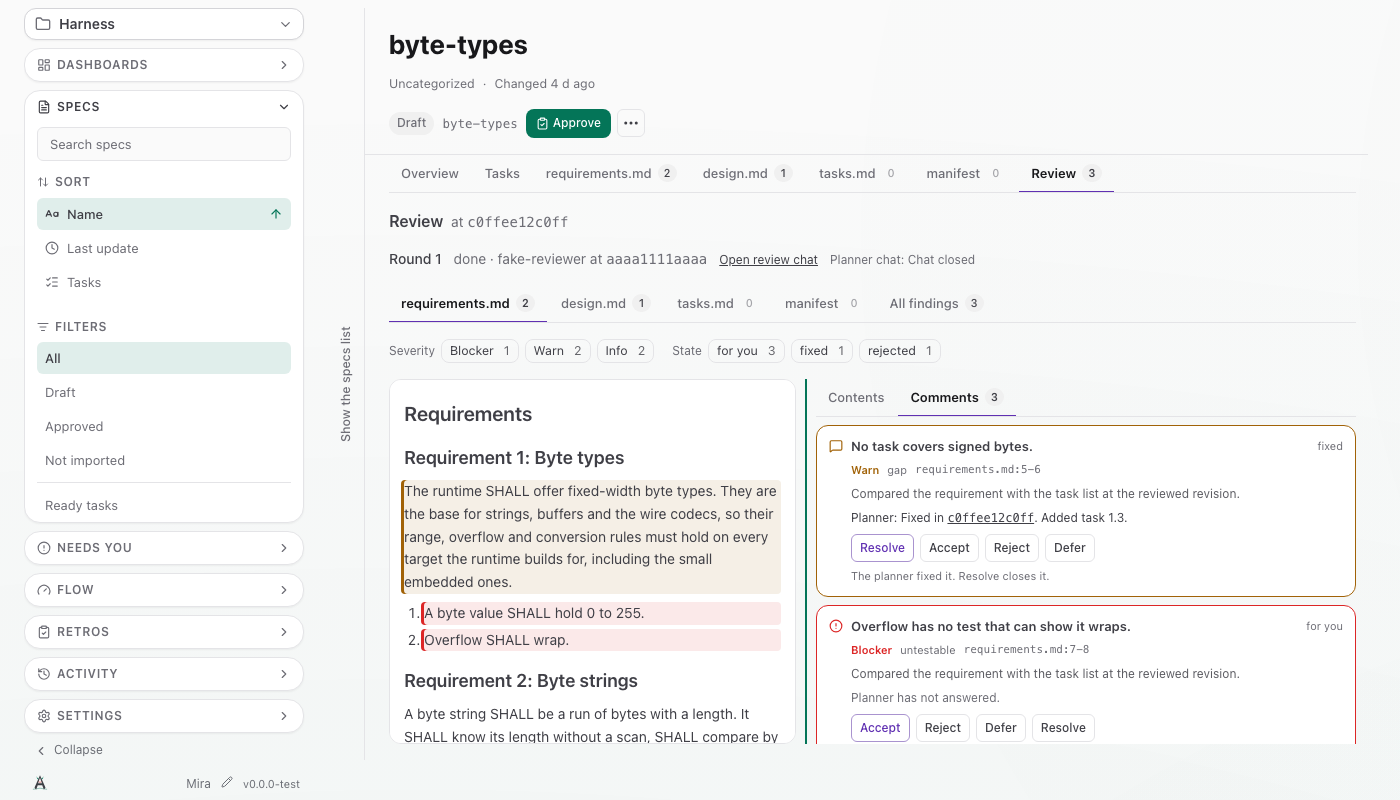 Harness
DASHBOARDS
SPECS
Search specs
SORT
Aa Name
Last update
Tasks
FILTERS
All
Draft
Approved
Not imported
Ready tasks
NEEDS YOU
FLOW
RETROS
ACTIVITY
SETTINGS
Collapse
Mira v0.0.0-test
Show the specs list
byte-types
Uncategorized · Changed 4 d ago
Draft byte-types Approve
Overview Tasks requirements.md 2 design.md 1 tasks.md 0 manifest 0 Review 3
Review at c0ffee12c0ff
Round 1 done · fake-reviewer at aaaa1111aaaa Open review chat Planner chat: Chat closed
requirements.md 2 design.md 1 tasks.md 0 manifest 0 All findings 3
Severity Blocker 1 Warn 2 Info 2 State for you 3 fixed 1 rejected 1
Requirements
Requirement 1: Byte types
The runtime SHALL offer fixed-width byte types. They are
the base for strings, buffers and the wire codecs, so their
range, overflow and conversion rules must hold on every
target the runtime builds for, including the small
embedded ones.
1. A byte value SHALL hold 0 to 255.
2. Overflow SHALL wrap.
Requirement 2: Byte strings
A byte string SHALL be a run of bytes with a length. It
SHALL know its length without a scan, SHALL compare by
Contents Comments 3
No task covers signed bytes. fixed
Warn gap requirements.md:5–6
Compared the requirement with the task list at the reviewed revision.
Planner: Fixed in c0ffee12c0ff. Added task 1.3.
Resolve Accept Reject Defer
The planner fixed it. Resolve closes it.
Overflow has no test that can show it wraps. for you
Blocker untestable requirements.md:7–8
Compared the requirement with the task list at the reviewed revision.
Planner has not answered.
Accept Reject Defer Resolve